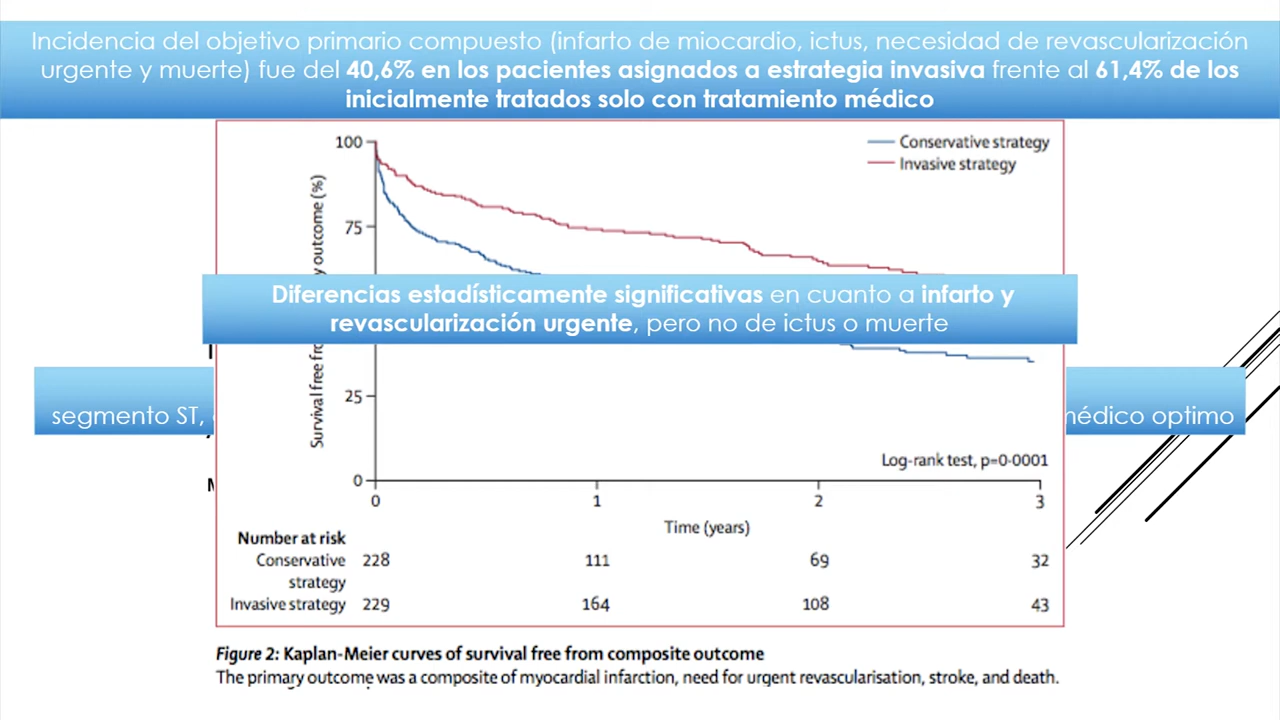 Incidencia del objetivo primario compuesto (infarto de miocardio, ictus, necesidad de revascularización
urgente y muerte) fue del 40,6% en los pacientes asignados a estrategia invasiva frente al 61,4% de los
inicialmente tratados solo con tratamiento médico
100
Conservative strategy
Invasive strategy
75
Diferencias estadísticamente significativas en cuanto a infarto y
revascularización urgente, pero no de ictus o muerte
Survival free outcome (%)
25
segmento ST, médico optimo
Log-rank test, p=0·0001
0
0 1 2 3
Time (years)
Number at risk
Conservative strategy 228 111 69 32
Invasive strategy 229 164 108 43
Figure 2: Kaplan-Meier curves of survival free from composite outcome
The primary outcome was a composite of myocardial infarction, need for urgent revascularisation, stroke, and death.